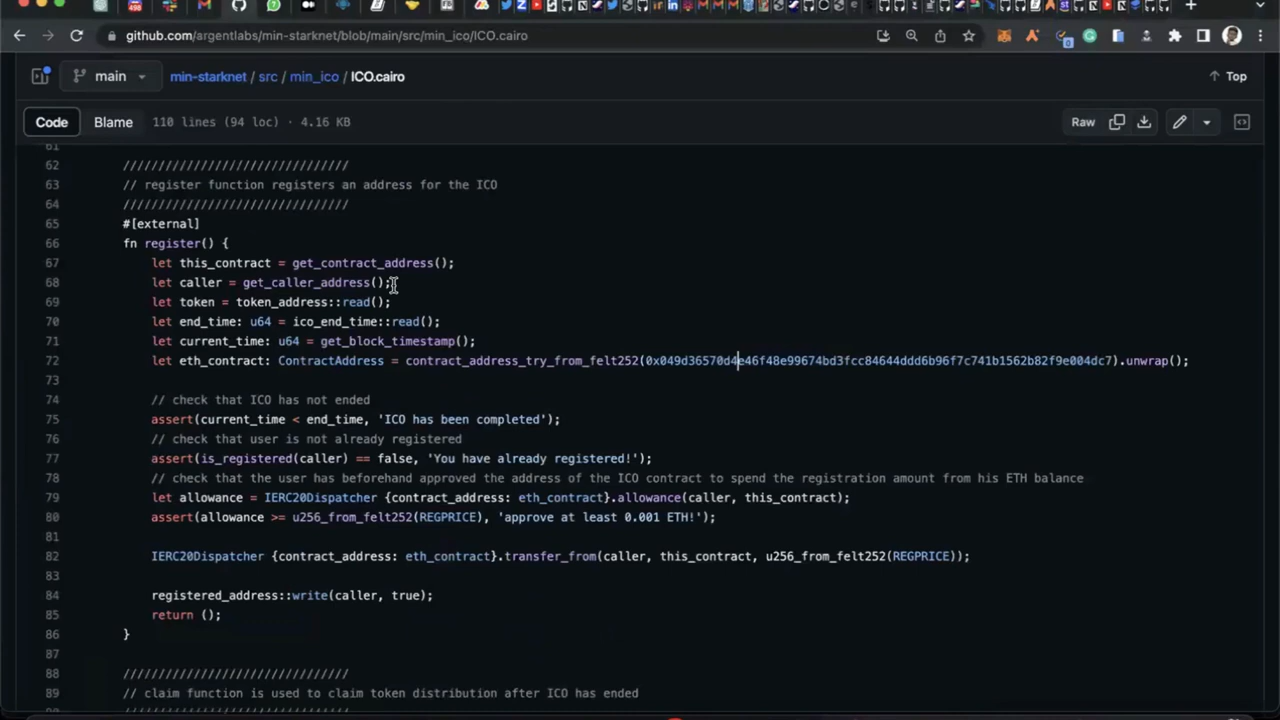 498
github.com/argentlabs/min-starknet/blob/main/src/min_ico/ICO.cairo
main
min-starknet / src / min_ico / ICO.cairo
Top
Code
Blame
110 lines (94 loc) · 4.16 KB
Raw
61
62 ////////////////////////////////
63 // register function registers an address for the ICO
64 ////////////////////////////////
65 #[external]
66 fn register() {
67 let this_contract = get_contract_address();
68 let caller = get_caller_address();
69 let token = token_address::read();
70 let end_time: u64 = ico_end_time::read();
71 let current_time: u64 = get_block_timestamp();
72 let eth_contract: ContractAddress = contract_address_try_from_felt252(0x049d36570d4e46f48e99674bd3fcc84644ddd6b96f7c741b1562b82f9e004dc7).unwrap();
73
74 // check that ICO has not ended
75 assert(current_time < end_time, 'ICO has been completed');
76 // check that user is not already registered
77 assert(is_registered(caller) == false, 'You have already registered!');
78 // check that the user has beforehand approved the address of the ICO contract to spend the registration amount from his ETH balance
79 let allowance = IERC20Dispatcher {contract_address: eth_contract}.allowance(caller, this_contract);
80 assert(allowance >= u256_from_felt252(REGPRICE), 'approve at least 0.001 ETH!');
81
82 IERC20Dispatcher {contract_address: eth_contract}.transfer_from(caller, this_contract, u256_from_felt252(REGPRICE));
83
84 registered_address::write(caller, true);
85 return ();
86 }
87
88 ////////////////////////////////
89 // claim function is used to claim token distribution after ICO has ended